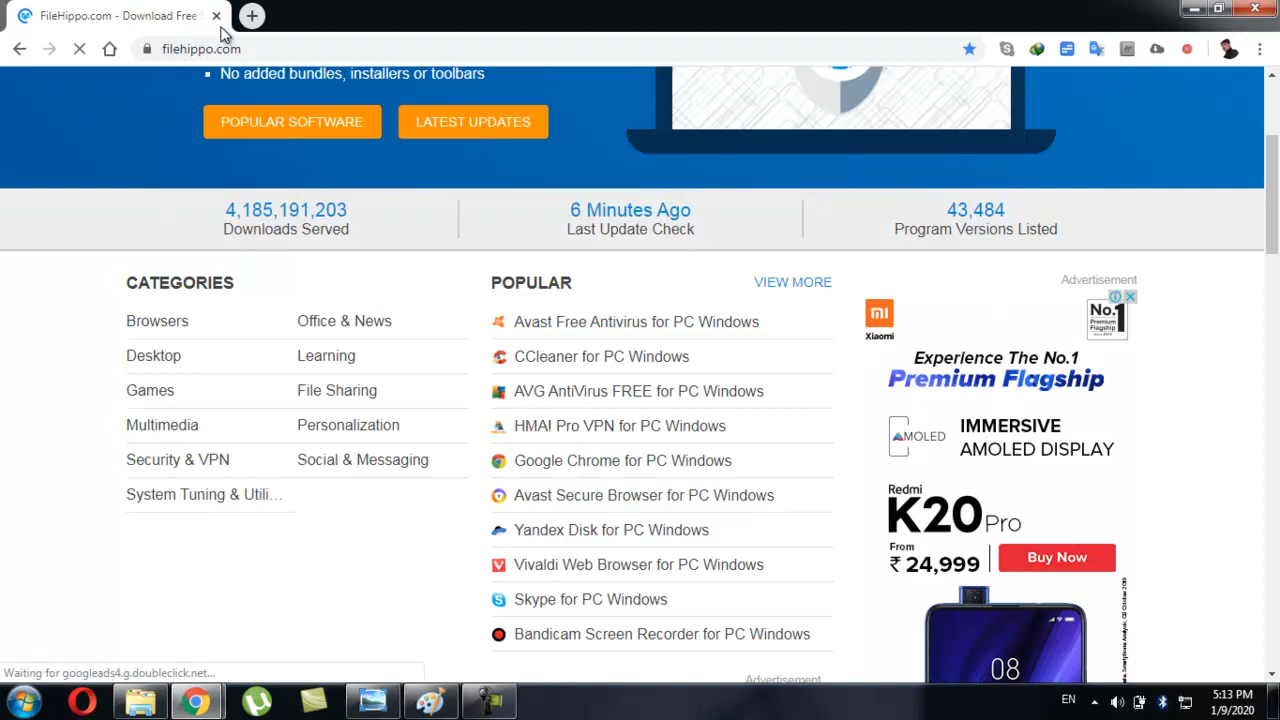 FileHippo.com - Download Free
filehippo.com
No added bundles, installers or toolbars
POPULAR SOFTWARE
LATEST UPDATES
4,185,191,203
Downloads Served
6 Minutes Ago
Last Update Check
43,484
Program Versions Listed
CATEGORIES
Browsers
Office & News
Desktop
Learning
Games
File Sharing
Multimedia
Personalization
Security & VPN
Social & Messaging
System Tuning & Utili...
POPULAR
VIEW MORE
Avast Free Antivirus for PC Windows
CCleaner for PC Windows
AVG AntiVirus FREE for PC Windows
HMA! Pro VPN for PC Windows
Google Chrome for PC Windows
Avast Secure Browser for PC Windows
Yandex Disk for PC Windows
Vivaldi Web Browser for PC Windows
Skype for PC Windows
Bandicam Screen Recorder for PC Windows
Advertisement
Advertisement
mi
Xiaomi
No.1
Premium
Flagship
Experience The No.1
Premium Flagship
AMOLED
IMMERSIVE
AMOLED DISPLAY
Redmi
K20 Pro
From
₹ 24,999
Buy Now
08
Waiting for googleads4.g.doubleclick.net...
EN
5:13 PM
1/9/2020